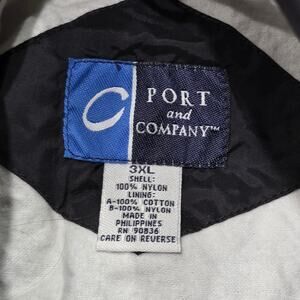 C
PORT
and
COMPANY™
3XL
SHELL:
100% NYLON
LINING:
A-100% COTTON
B-100% NYLON
MADE IN
PHILIPPINES
RN 90836
CARE ON REVERSE